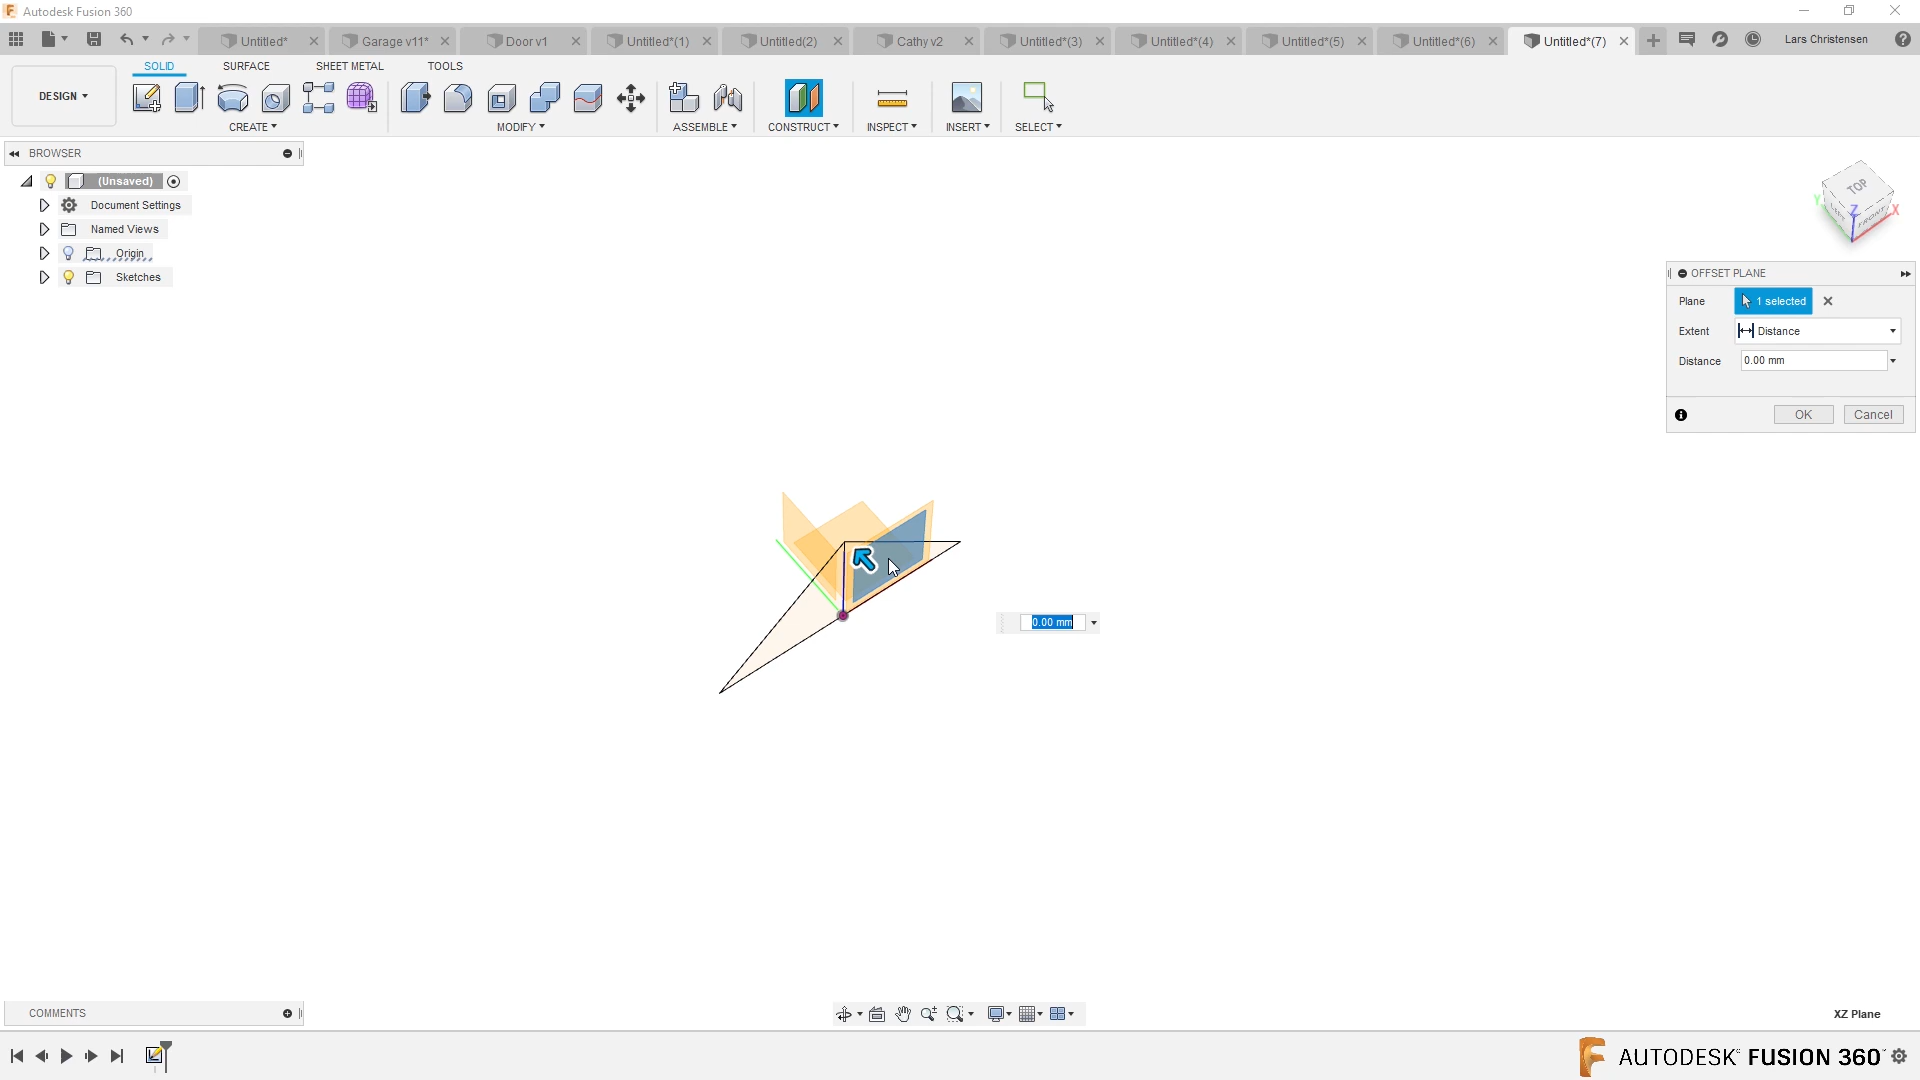 Autodesk Fusion 360
Untitled* Garage v11* Door v1 Untitled*(1) Untitled(2) Cathy v2 Untitled*(3) Untitled*(4) Untitled*(5) Untitled*(6) Untitled*(7) Lars Christensen
SOLID SURFACE SHEET METAL TOOLS
DESIGN
CREATE MODIFY ASSEMBLE CONSTRUCT INSPECT INSERT SELECT
BROWSER
(Unsaved)
Document Settings
Named Views
Origin
Sketches
TOP
LEFT FRONT
X Y Z
OFFSET PLANE
Plane 1 selected
Extent Distance
Distance 0.00 mm
OK Cancel
0.00 mm
COMMENTS
XZ Plane
AUTODESK FUSION 360